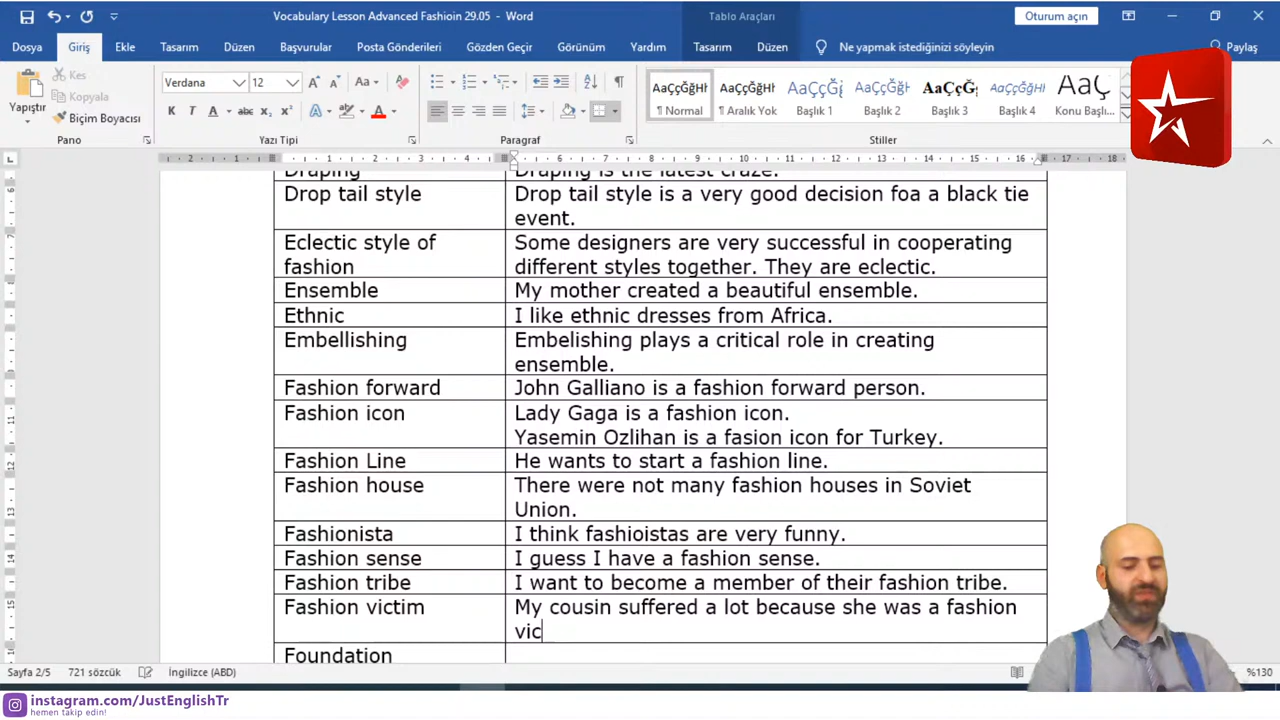 Vocabulary Lesson Advanced Fashioin 29.05 - Word
Tablo Araçları
Oturum açın
Dosya Giriş Ekle Tasarım Düzen Başvurular Posta Gönderileri Gözden Geçir Görünüm Yardım Tasarım Düzen Ne yapmak istediğinizi söyleyin Paylaş
Yapıştır
Kes
Kopyala
Biçim Boyacısı
Verdana 12
Normal
Aralık Yok
Başlık 1
Başlık 2
Başlık 3
Başlık 4
Konu Başlı...
Pano Yazı Tipi Paragraf Stiller
Draping Draping is the latest craze.
Drop tail style Drop tail style is a very good decision foa a black tie
event.
Eclectic style of Some designers are very successful in cooperating
fashion different styles together. They are eclectic.
Ensemble My mother created a beautiful ensemble.
Ethnic I like ethnic dresses from Africa.
Embellishing Embelishing plays a critical role in creating
ensemble.
Fashion forward John Galliano is a fashion forward person.
Fashion icon Lady Gaga is a fashion icon.
Yasemin Ozlihan is a fasion icon for Turkey.
Fashion Line He wants to start a fashion line.
Fashion house There were not many fashion houses in Soviet
Union.
Fashionista I think fashioistas are very funny.
Fashion sense I guess I have a fashion sense.
Fashion tribe I want to become a member of their fashion tribe.
Fashion victim My cousin suffered a lot because she was a fashion
vic
Foundation
Sayfa 2/5 721 sözcük İngilizce (ABD) %130
instagram.com/JustEnglishTr
hemen takip edin!